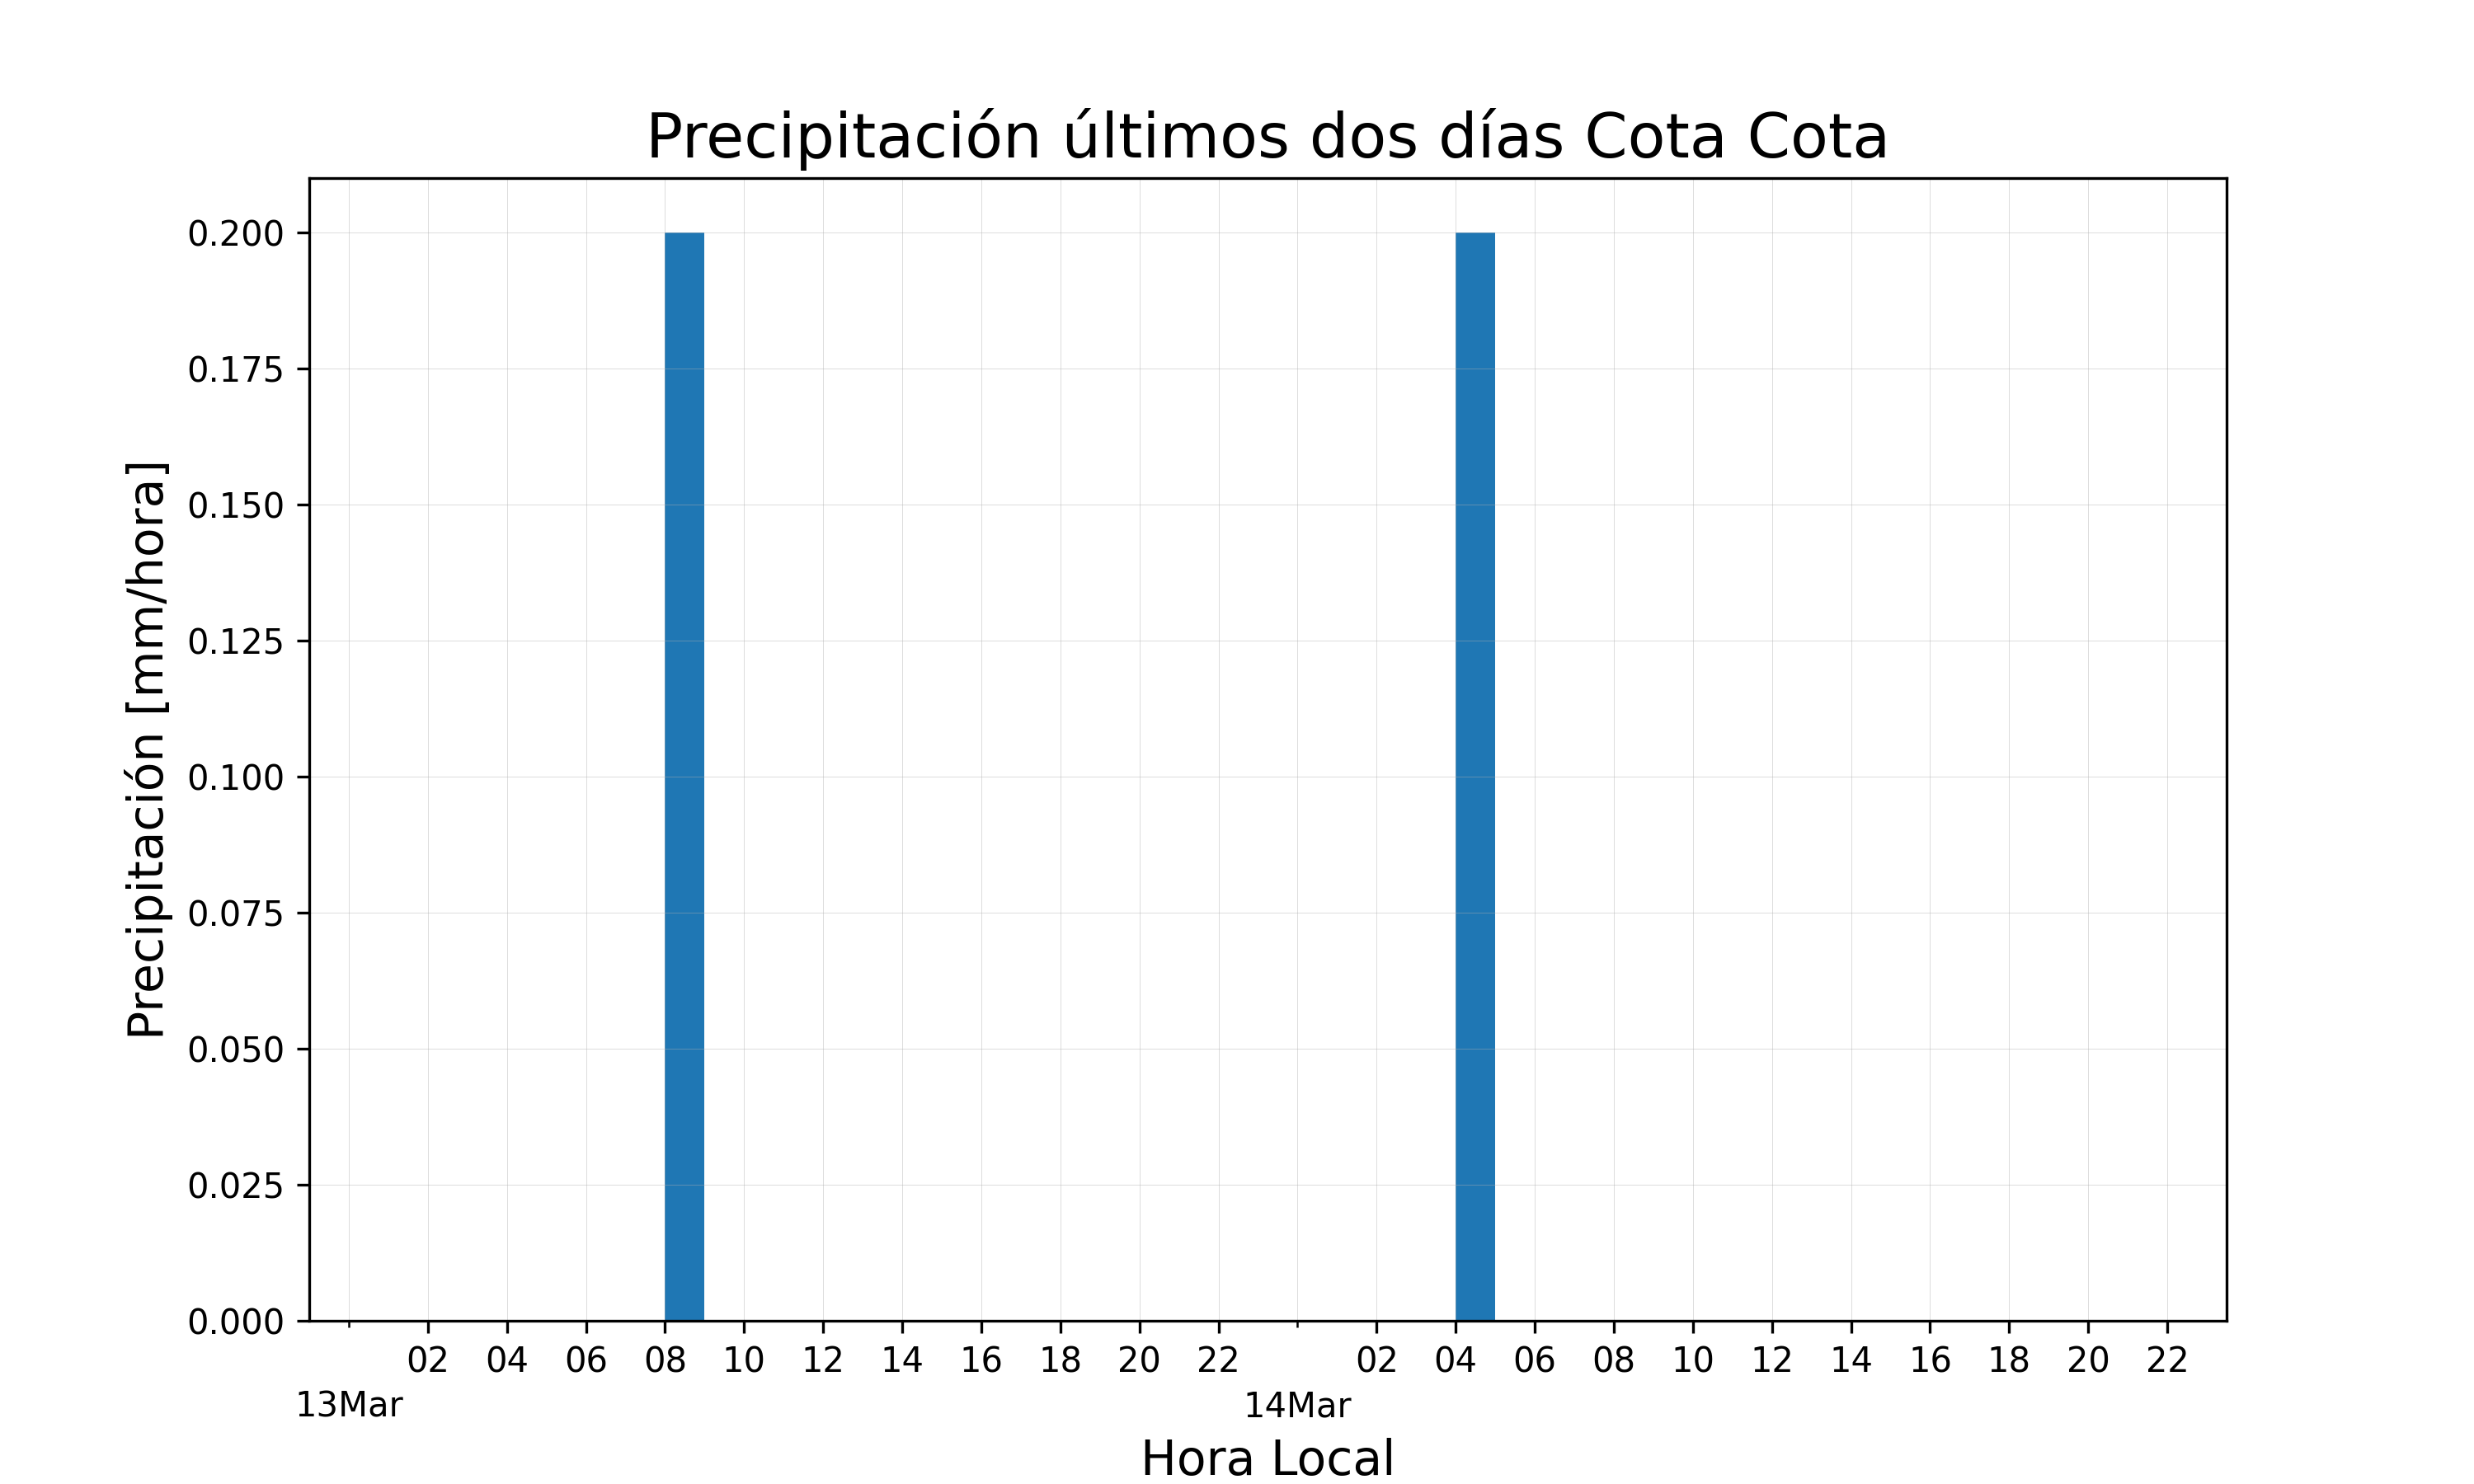 Precipitación últimos dos días Cota Cota
Precipitación [mm/hora]
0.200
0.175
0.150
0.125
0.100
0.075
0.050
0.025
0.000
02 04 06 08 10 12 14 16 18 20 22 02 04 06 08 10 12 14 16 18 20 22
13Mar 14Mar
Hora Local